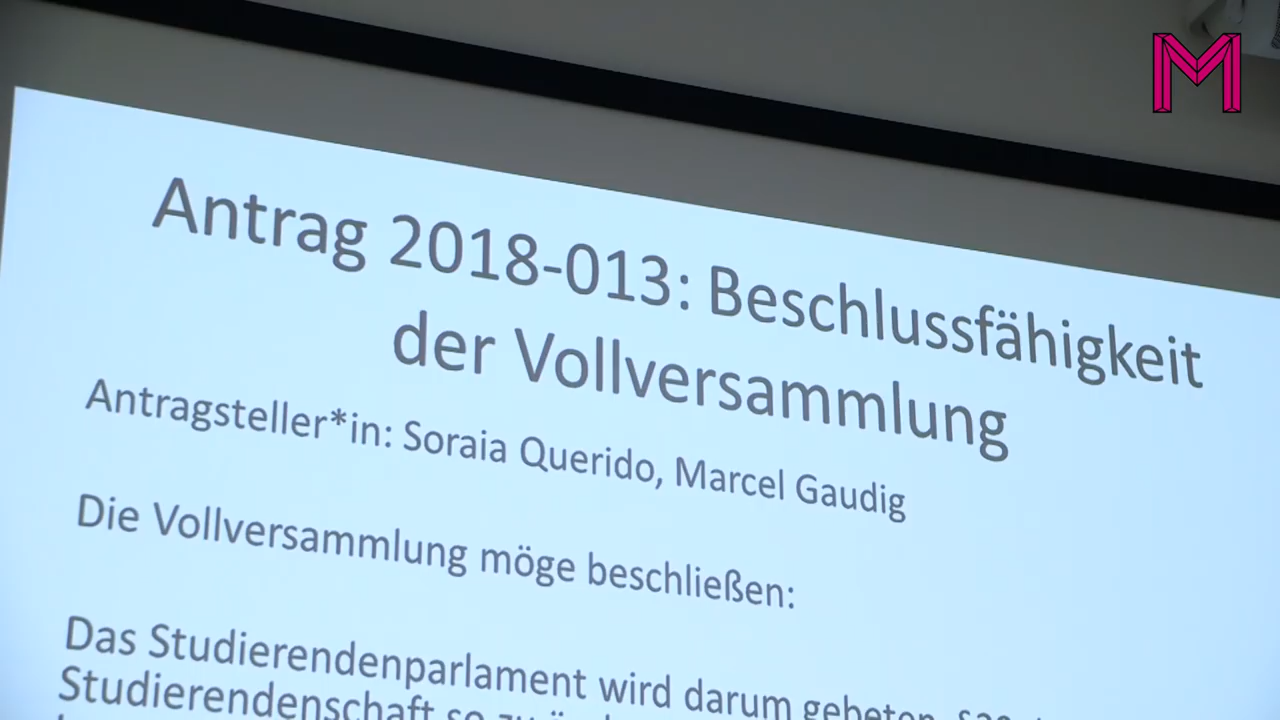 M
Antrag 2018-013: Beschlussfähigkeit
der Vollversammlung
Antragsteller*in: Soraia Querido, Marcel Gaudig
Die Vollversammlung möge beschließen:
Das Studierendenparlament wird darum gebeten,
Studierendenschaft so zu